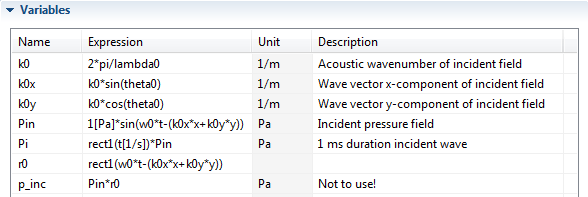 Variables
Name Expression Unit Description
k0 2*pi/lambda0 1/m Acoustic wavenumber of incident field
k0x k0*sin(theta0) 1/m Wave vector x-component of incident field
k0y k0*cos(theta0) 1/m Wave vector y-component of incident field
Pin 1[Pa]*sin(w0*t-(k0x*x+k0y*y)) Pa Incident pressure field
Pi rect1(t[1/s])*Pin Pa 1 ms duration incident wave
r0 rect1(w0*t-(k0x*x+k0y*y))
p_inc Pin*r0 Pa Not to use!